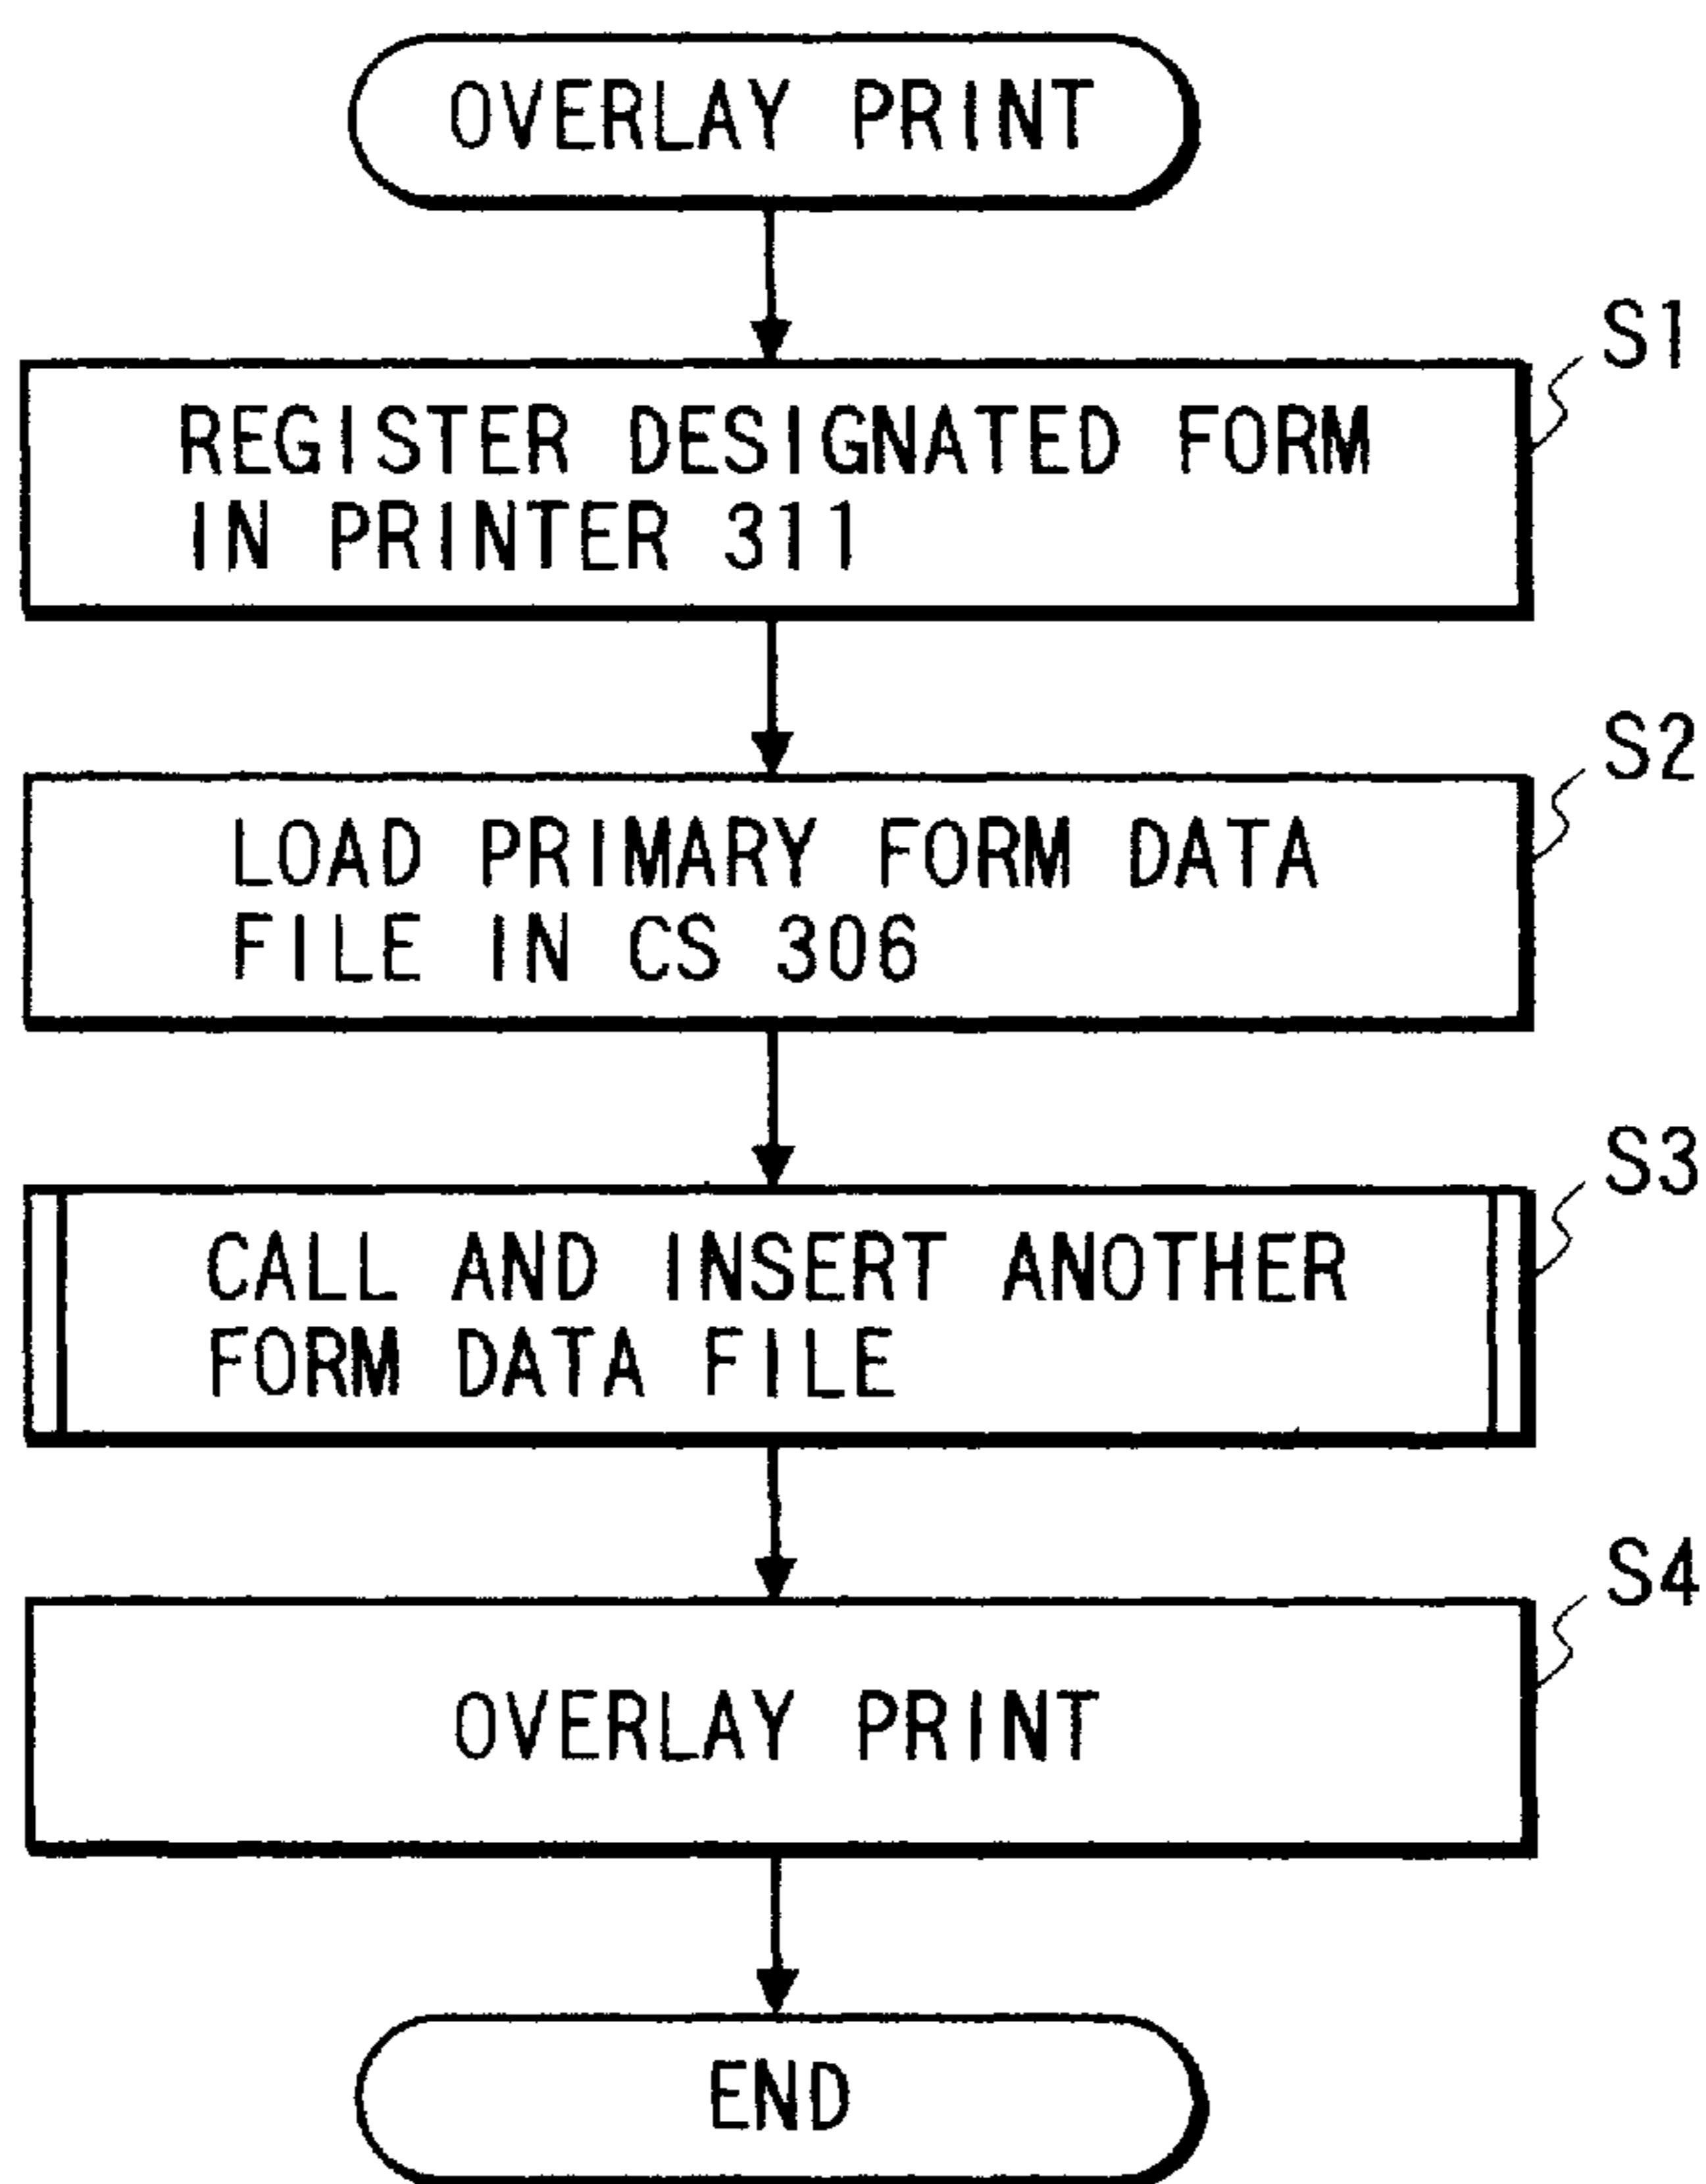 OVERLAY PRINT
S1
REGISTER DESIGNATED FORM
IN PRINTER 311
S2
LOAD PRIMARY FORM DATA
FILE IN CS 306
S3
CALL AND INSERT ANOTHER
FORM DATA FILE
S4
OVERLAY PRINT
END